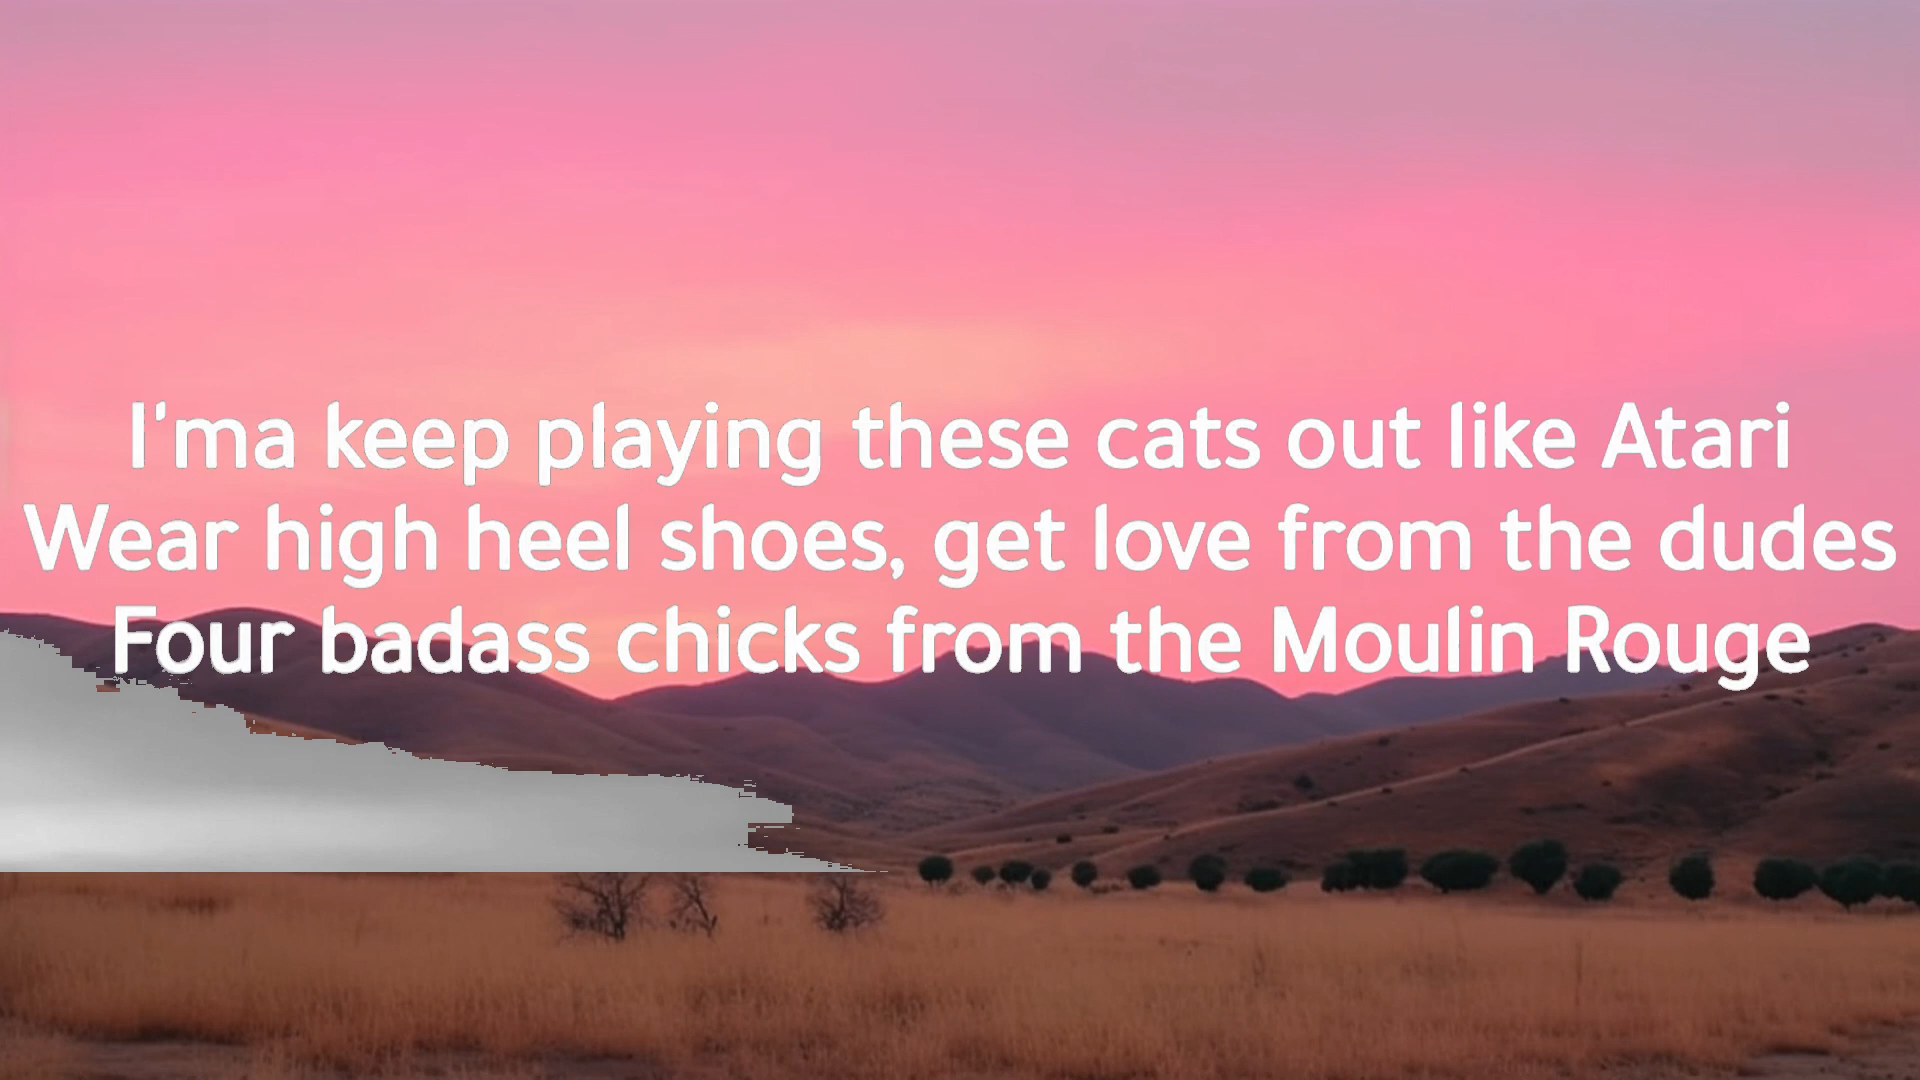 I'ma keep playing these cats out like Atari
Wear high heel shoes, get love from the dudes
Four badass chicks from the Moulin Rouge